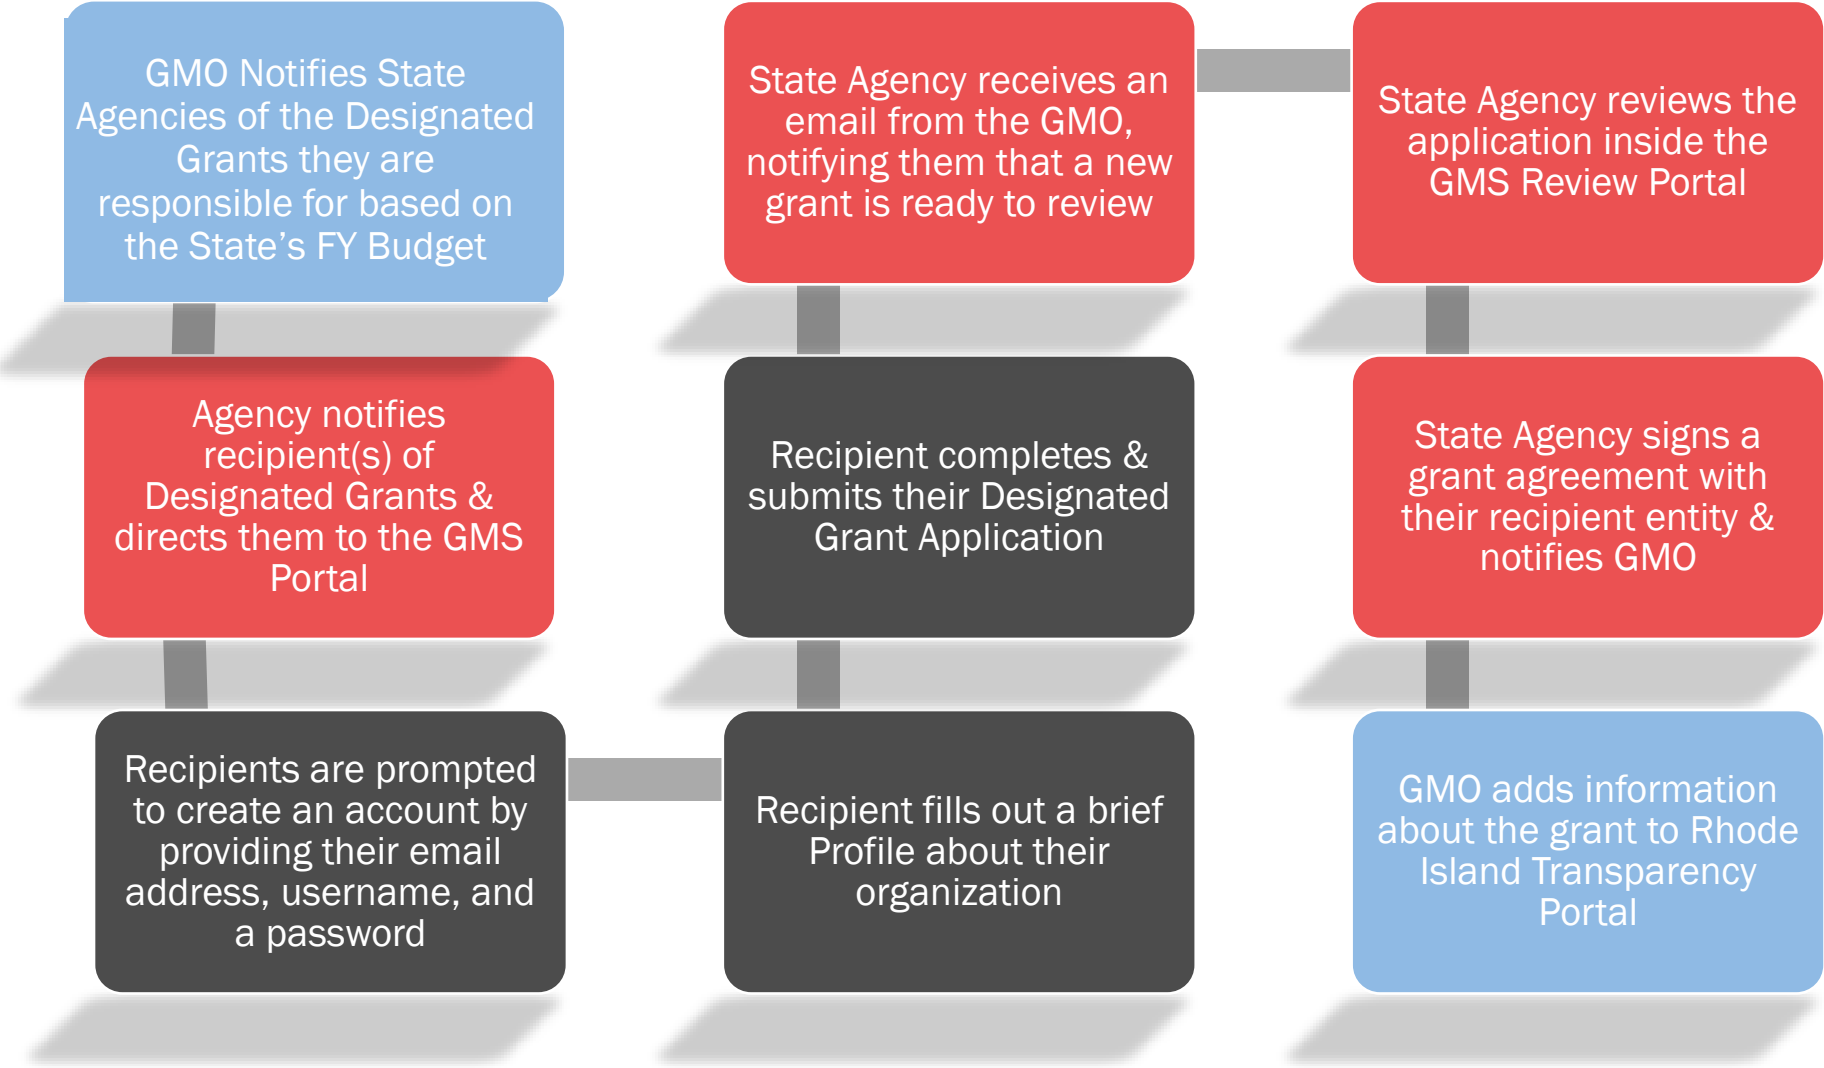 GMO Notifies State
Agencies of the Designated
Grants they are
responsible for based on
the State’s FY Budget
Agency notifies
recipient(s) of
Designated Grants &
directs them to the GMS
Portal
Recipients are prompted
to create an account by
providing their email
address, username, and
a password
Recipient fills out a brief
Profile about their
organization
Recipient completes &
submits their Designated
Grant Application
State Agency receives an
email from the GMO,
notifying them that a new
grant is ready to review
State Agency reviews the
application inside the
GMS Review Portal
State Agency signs a
grant agreement with
their recipient entity &
notifies GMO
GMO adds information
about the grant to Rhode
Island Transparency
Portal